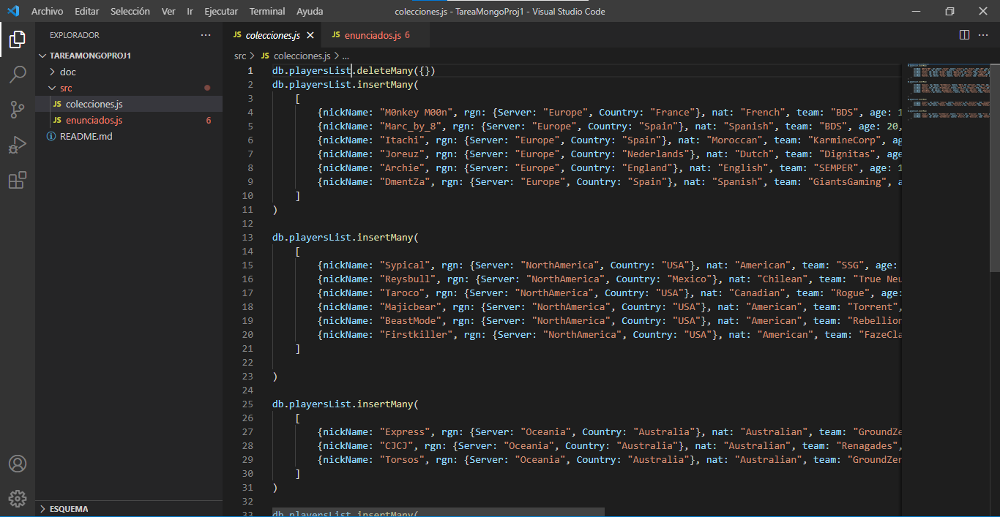 Archivo Editar Selección Ver Ir Ejecutar Terminal Ayuda
colecciones.js - TareaMongoProj1 - Visual Studio Code
EXPLORADOR
TAREAMONGOPROJ1
doc
src
JS colecciones.js
JS enunciados.js 6
README.md
ESQUEMA
JS colecciones.js
JS enunciados.js 6
src > JS colecciones.js > ...
1 db.playersList.deleteMany({})
2 db.playersList.insertMany(
3 [
4 {nickName: "M0nkey M00n", rgn: {Server: "Europe", Country: "France"}, nat: "French", team: "BDS", age: 1
5 {nickName: "Marc_by_8", rgn: {Server: "Europe", Country: "Spain"}, nat: "Spanish", team: "BDS", age: 20,
6 {nickName: "Itachi", rgn: {Server: "Europe", Country: "Spain"}, nat: "Moroccan", team: "KarmineCorp", ag
7 {nickName: "Joreuz", rgn: {Server: "Europe", Country: "Nederlands"}, nat: "Dutch", team: "Dignitas", age
8 {nickName: "Archie", rgn: {Server: "Europe", Country: "England"}, nat: "English", team: "SEMPER", age: 1
9 {nickName: "DmentZa", rgn: {Server: "Europe", Country: "Spain"}, nat: "Spanish", team: "GiantsGaming", a
10 ]
11 )
12
13 db.playersList.insertMany(
14 [
15 {nickName: "Sypical", rgn: {Server: "NorthAmerica", Country: "USA"}, nat: "American", team: "SSG", age:
16 {nickName: "Reysbull", rgn: {Server: "NorthAmerica", Country: "Mexico"}, nat: "Chilean", team: "True Neu
17 {nickName: "Taroco", rgn: {Server: "NorthAmerica", Country: "USA"}, nat: "Canadian", team: "Rogue", age:
18 {nickName: "Majicbear", rgn: {Server: "NorthAmerica", Country: "USA"}, nat: "American", team: "Torrent",
19 {nickName: "BeastMode", rgn: {Server: "NorthAmerica", Country: "USA"}, nat: "American", team: "Rebellion
20 {nickName: "Firstkiller", rgn: {Server: "NorthAmerica", Country: "USA"}, nat: "American", team: "FazeCla
21 ]
22
23 )
24
25 db.playersList.insertMany(
26 [
27 {nickName: "Express", rgn: {Server: "Oceania", Country: "Australia"}, nat: "Australian", team: "GroundZe
28 {nickName: "CJCJ", rgn: {Server: "Oceania", Country: "Australia"}, nat: "Australian", team: "Renagades",
29 {nickName: "Torsos", rgn: {Server: "Oceania", Country: "Australia"}, nat: "Australian", team: "GroundZer
30 ]
31 )
32
33 db.playersList.insertMany(